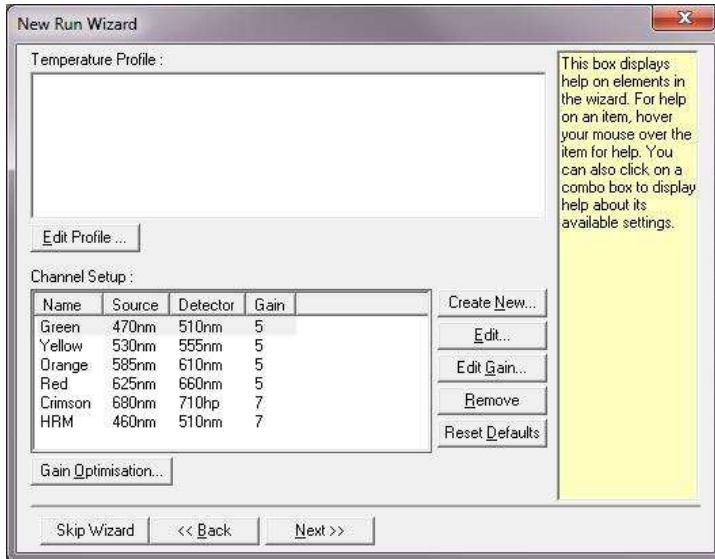 New Run Wizard
X
Temperature Profile :
Edit Profile ...
Channel Setup :
Name Source Detector Gain
Green 470nm 510nm 5
Yellow 530nm 555nm 5
Orange 585nm 610nm 5
Red 625nm 660nm 5
Crimson 680nm 710hp 7
HRM 460nm 510nm 7
Create New...
Edit...
Edit Gain...
Remove
Reset Defaults
Gain Optimisation...
Skip Wizard << Back Next >>
This box displays
help on elements in
the wizard. For help
on an item, hover
your mouse over the
item for help. You
can also click on a
combo box to display
help about its
available settings.